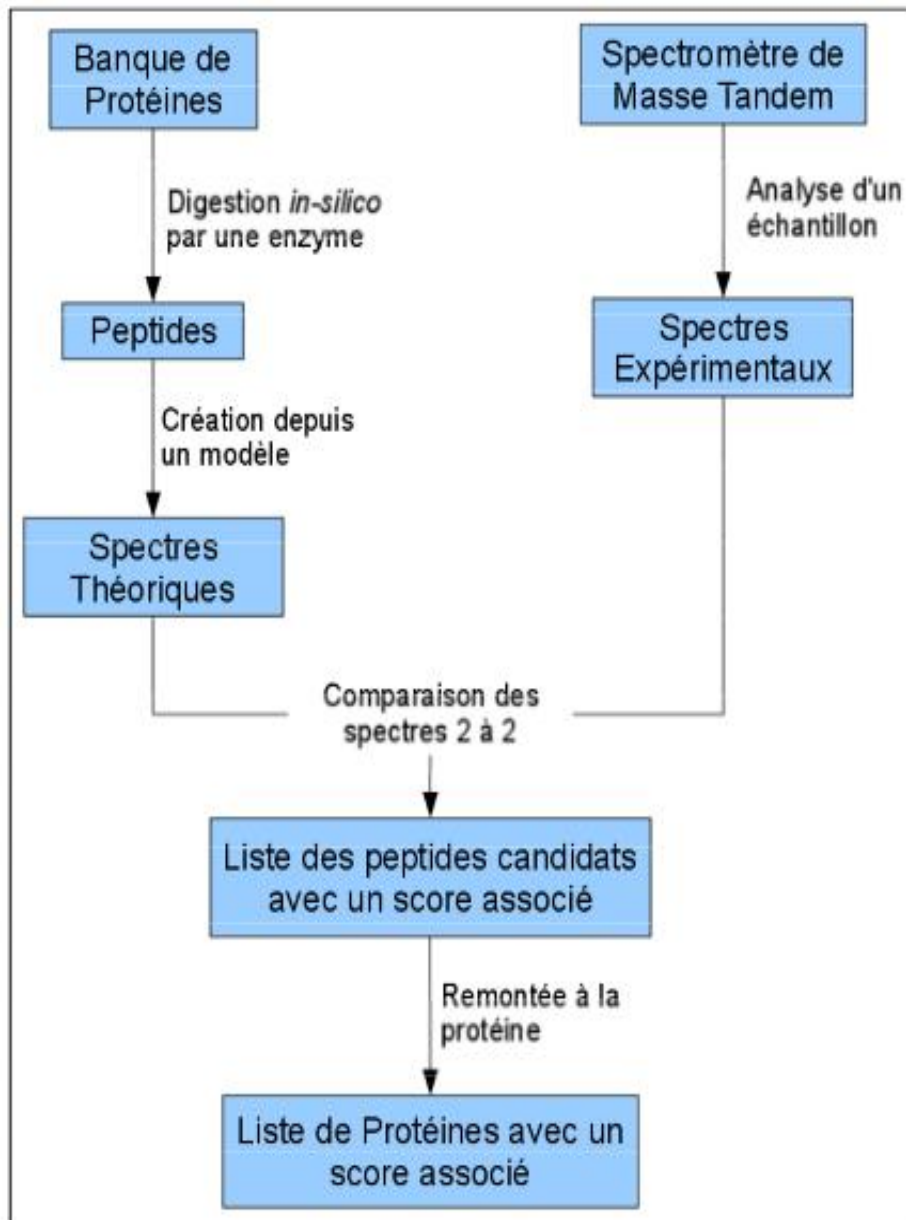 Banque de
Protéines
Spectromètre de
Masse Tandem
Digestion in-silico
par une enzyme
Analyse d'un
échantillon
Peptides
Spectres
Expérimentaux
Création depuis
un modèle
Spectres
Théoriques
Comparaison des
spectres 2 à 2
Liste des peptides candidats
avec un score associé
Remontée à la
protéine
Liste de Protéines avec un
score associé